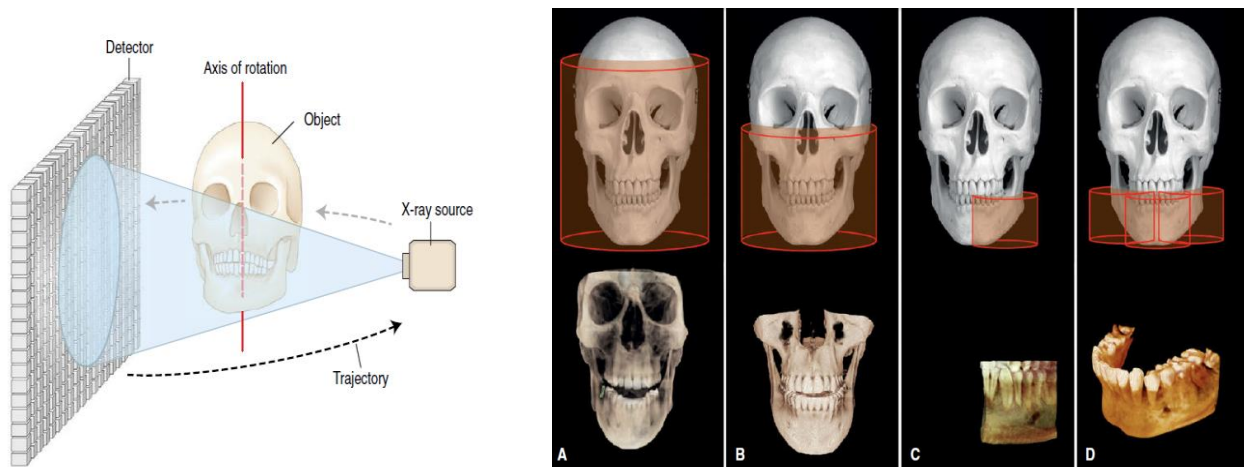 Detector
Axis of rotation
Object
X-ray source
Trajectory
A
B
C
D